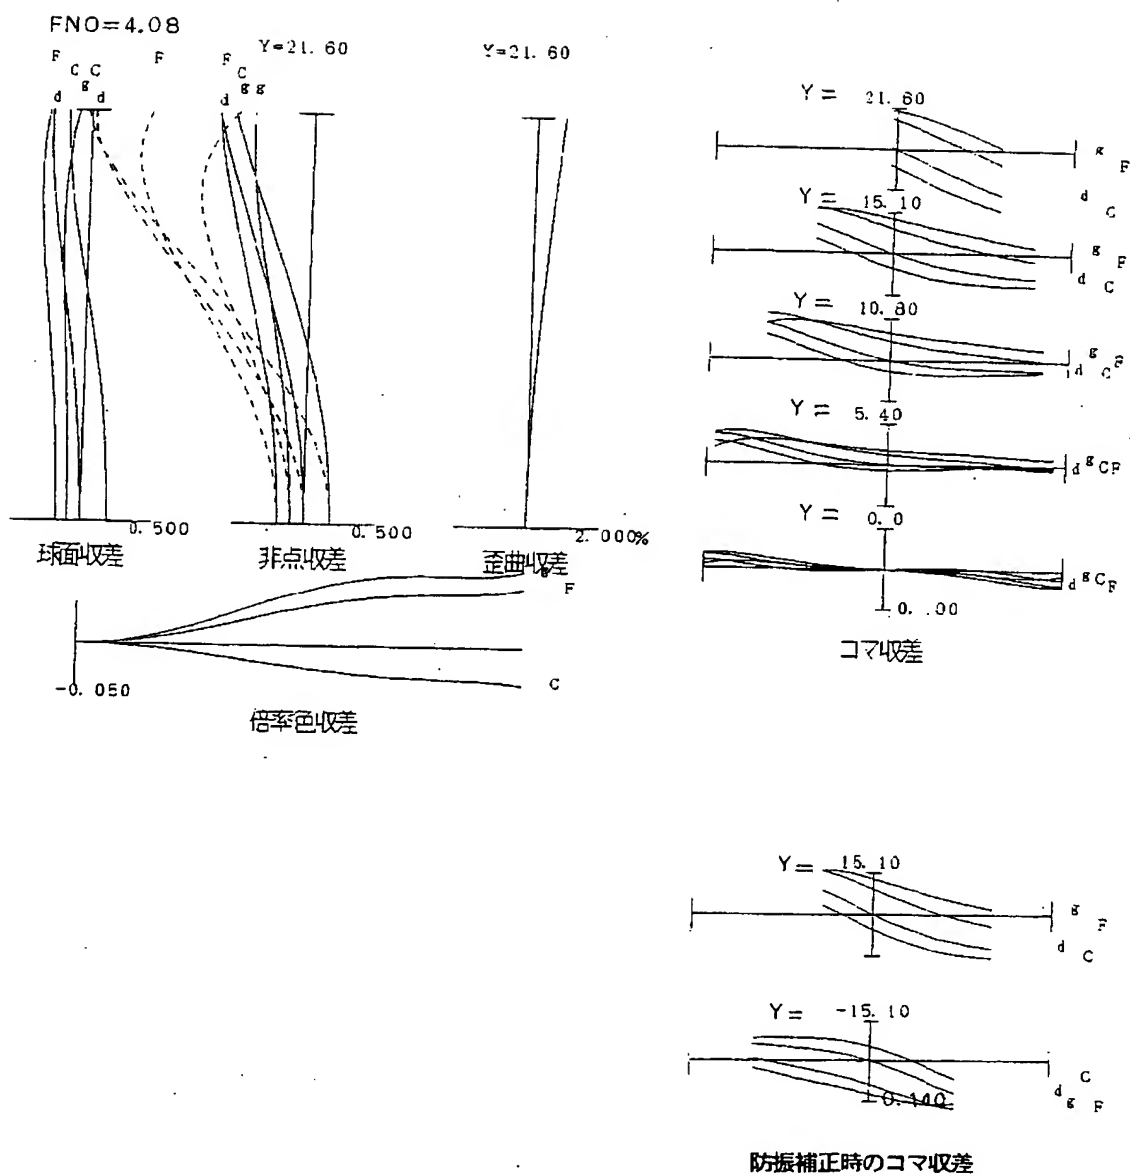 FNO=4.08
F C g C d d
F
Y=21.60
F C g g d
Y=21.60
0.500
球面収差
0.500
非点収差
2.000%
歪曲収差
g
F
C
-0.050
倍率色収差
Y= 21.60
g F
d C
Y= 15.10
g F
d C
Y= 10.80
g F
d C
Y= 5.40
d g C F
Y= 0.0
d g C F
コマ収差
Y= 15.10
g F
d C
Y= -15.10
C
d g F
0.100
防振補正時のコマ収差